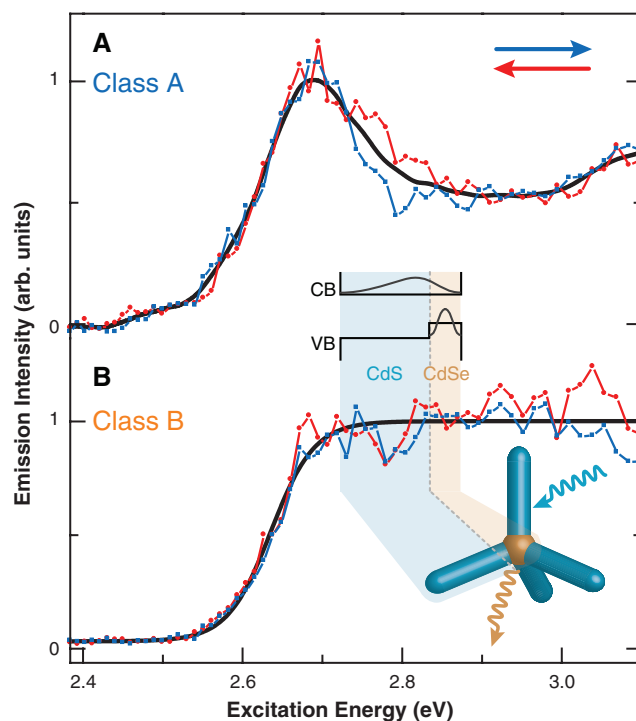 A
Class A
1
0
CB
VB
CdS
CdSe
B
Class B
1
0
Emission Intensity (arb. units)
2.4
2.6
2.8
3.0
Excitation Energy (eV)